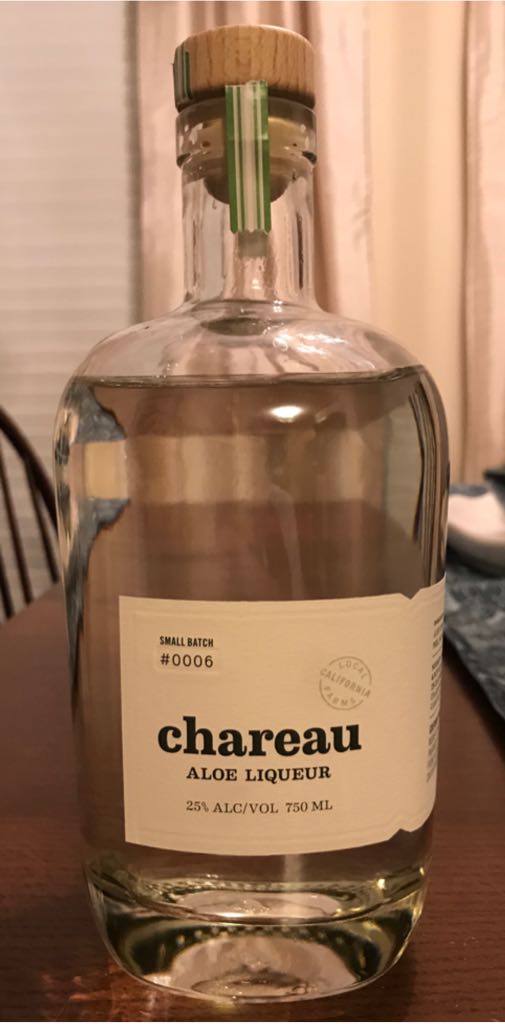 SMALL BATCH
#0006
LOCAL
CALIFORNIA
FARMS
chareau
ALOE LIQUEUR
25% ALC/VOL 750 ML